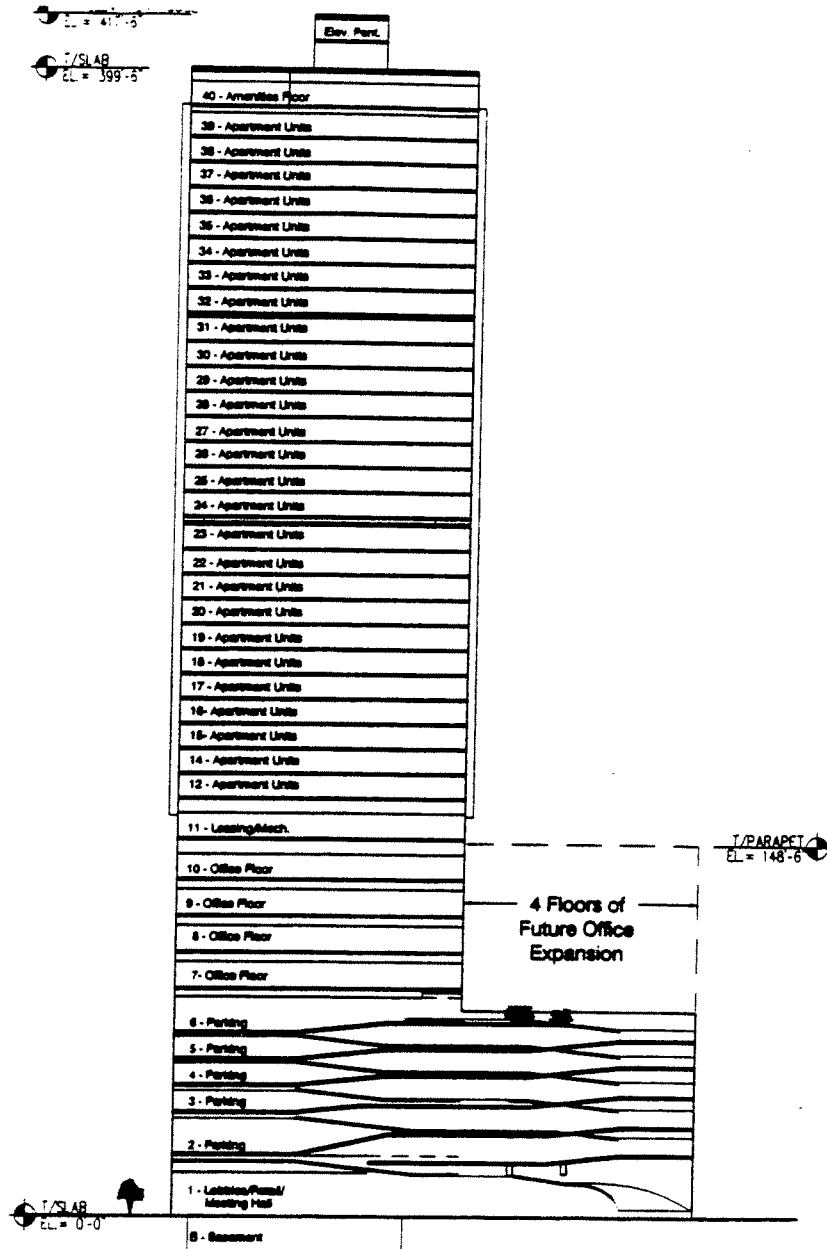 EL = 417'-6"
Elev. Pent.
T/SLAB
EL = 399'-6"
40 - Amenities Floor
39 - Apartment Units
38 - Apartment Units
37 - Apartment Units
36 - Apartment Units
35 - Apartment Units
34 - Apartment Units
33 - Apartment Units
32 - Apartment Units
31 - Apartment Units
30 - Apartment Units
29 - Apartment Units
28 - Apartment Units
27 - Apartment Units
26 - Apartment Units
25 - Apartment Units
24 - Apartment Units
23 - Apartment Units
22 - Apartment Units
21 - Apartment Units
20 - Apartment Units
19 - Apartment Units
18 - Apartment Units
17 - Apartment Units
16- Apartment Units
15- Apartment Units
14 - Apartment Units
12 - Apartment Units
11 - Leasing/Mech.
T/PARAPET
EL = 148'-6"
10 - Office Floor
9 - Office Floor
8 - Office Floor
7- Office Floor
4 Floors of
Future Office
Expansion
6 - Parking
5 - Parking
4 - Parking
3 - Parking
2 - Parking
1 - Lobbies/Retail/
Meeting Hall
T/SLAB
EL = 0'-0"
B - Basement